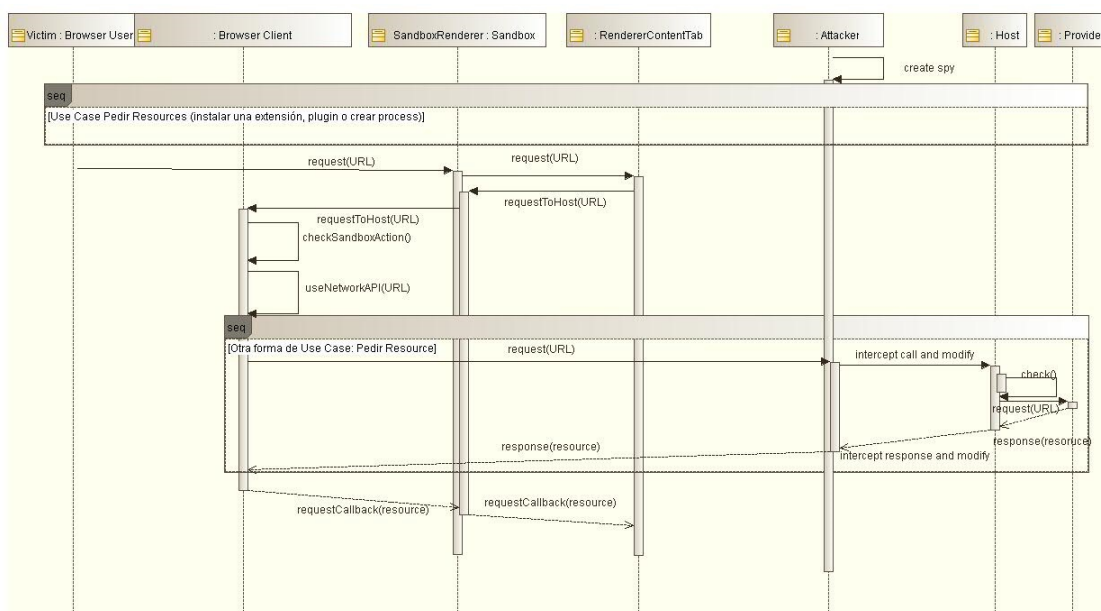 Victim : Browser User
: Browser Client
SandboxRenderer : Sandbox
: RendererContentTab
: Attacker
: Host
: Provide
create spy
seq
[Use Case Pedir Resources (instalar una extensión, plugin o crear process)]
request(URL)
request(URL)
requestToHost(URL)
requestToHost(URL)
checkSandboxAction()
useNetworkAPI(URL)
seq
[Otra forma de Use Case: Pedir Resource]
request(URL)
intercept call and modify
check()
request(URL)
response(resource)
response(resoruce)
intercept response and modify
requestCallback(resource)
requestCallback(resource)